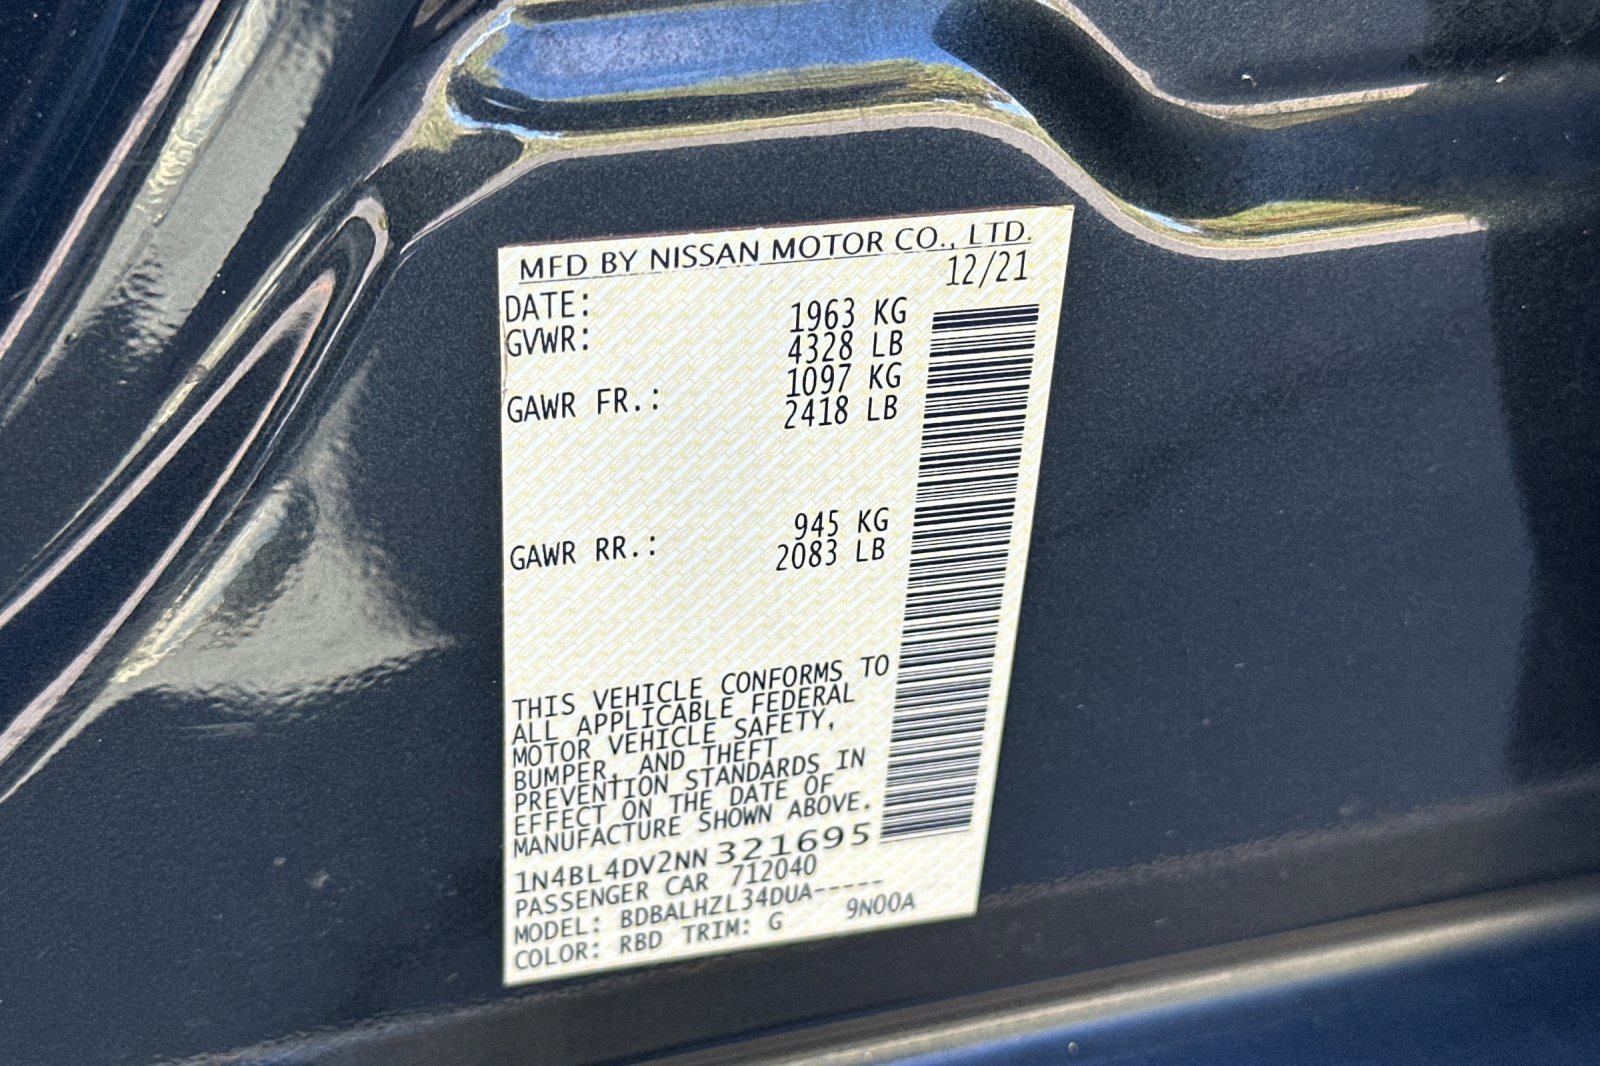 MFD BY NISSAN MOTOR CO., LTD.
DATE: 12/21
GVWR: 1963 KG
4328 LB
GAWR FR.: 1097 KG
2418 LB
GAWR RR.: 945 KG
2083 LB
THIS VEHICLE CONFORMS TO
ALL APPLICABLE FEDERAL
MOTOR VEHICLE SAFETY,
BUMPER, AND THEFT
PREVENTION STANDARDS IN
EFFECT ON THE DATE OF
MANUFACTURE SHOWN ABOVE.
1N4BL4DV2NN 321695
PASSENGER CAR 712040
MODEL: BDBALHZL34DUA-----
COLOR: RBD TRIM: G 9N00A